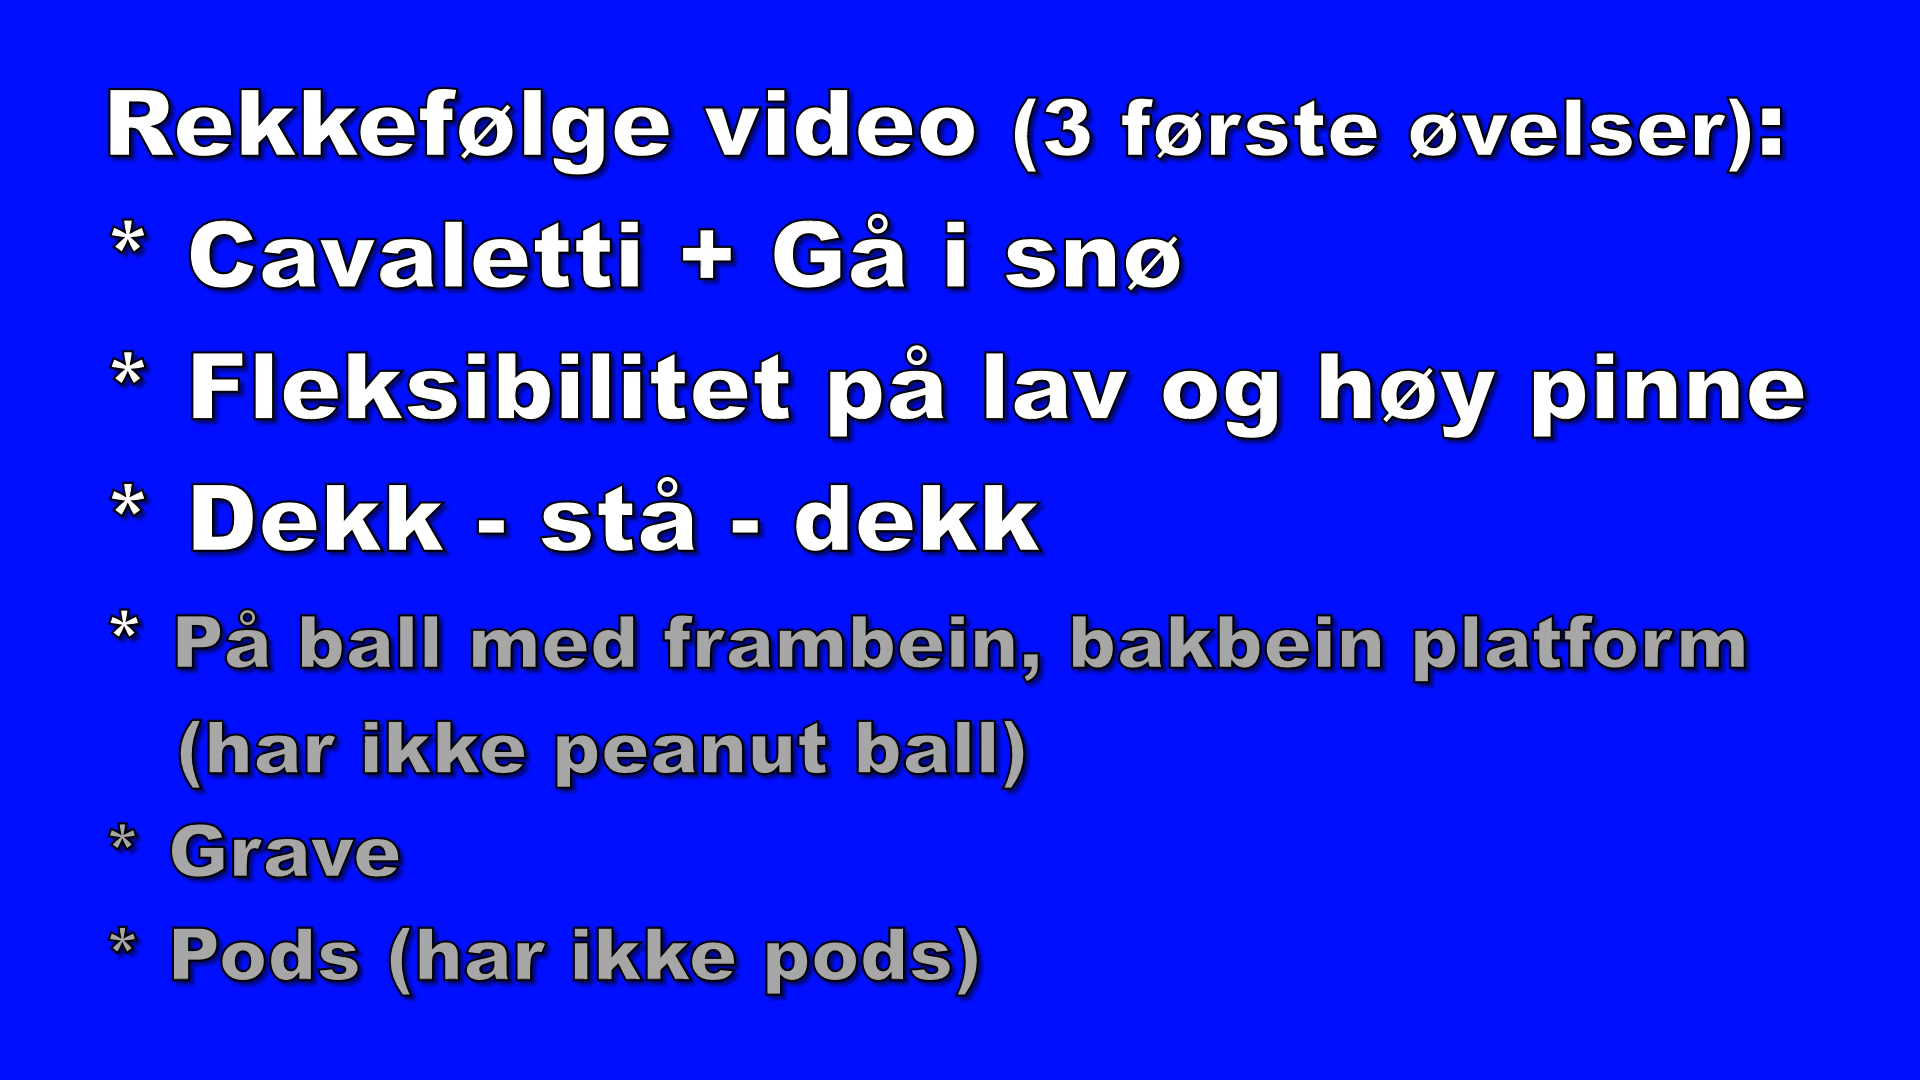 Rekkefølge video (3 første øvelser):
* Cavaletti + Gå i snø
* Fleksibilitet på lav og høy pinne
* Dekk - stå - dekk
* På ball med frambein, bakbein platform
(har ikke peanut ball)
* Grave
* Pods (har ikke pods)